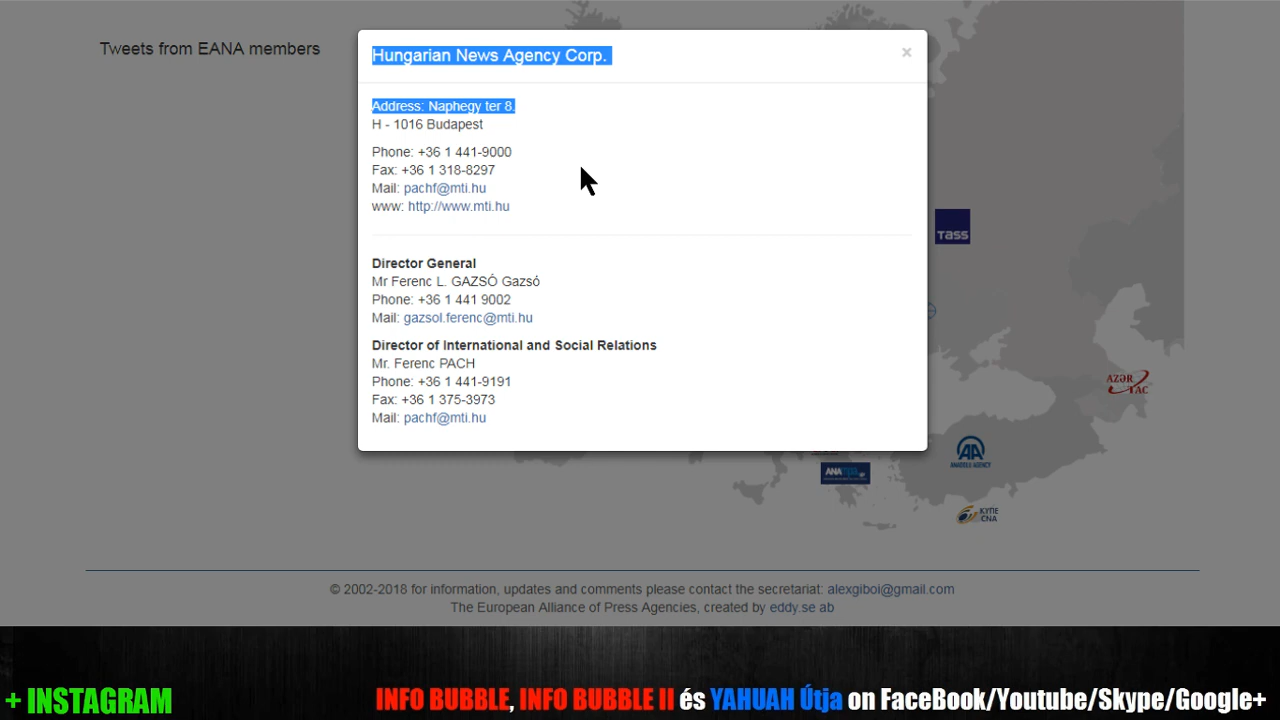 Tweets from EANA members
Hungarian News Agency Corp.
×
Address: Naphegy ter 8.
H - 1016 Budapest
Phone: +36 1 441-9000
Fax: +36 1 318-8297
Mail: pachf@mti.hu
www: http://www.mti.hu
Director General
Mr Ferenc L. GAZSÓ Gazsó
Phone: +36 1 441 9002
Mail: gazsol.ferenc@mti.hu
Director of International and Social Relations
Mr. Ferenc PACH
Phone: +36 1 441-9191
Fax: +36 1 375-3973
Mail: pachf@mti.hu
TASS
AZƏR
TAC
AA
ANADOLU AGENCY
ANA
ΚΥΠΕ
CNA
© 2002-2018 for information, updates and comments please contact the secretariat: alexgiboi@gmail.com
The European Alliance of Press Agencies, created by eddy.se ab
+ INSTAGRAM
INFO BUBBLE, INFO BUBBLE II és YAHUAH Útja on FaceBook/Youtube/Skype/Google+